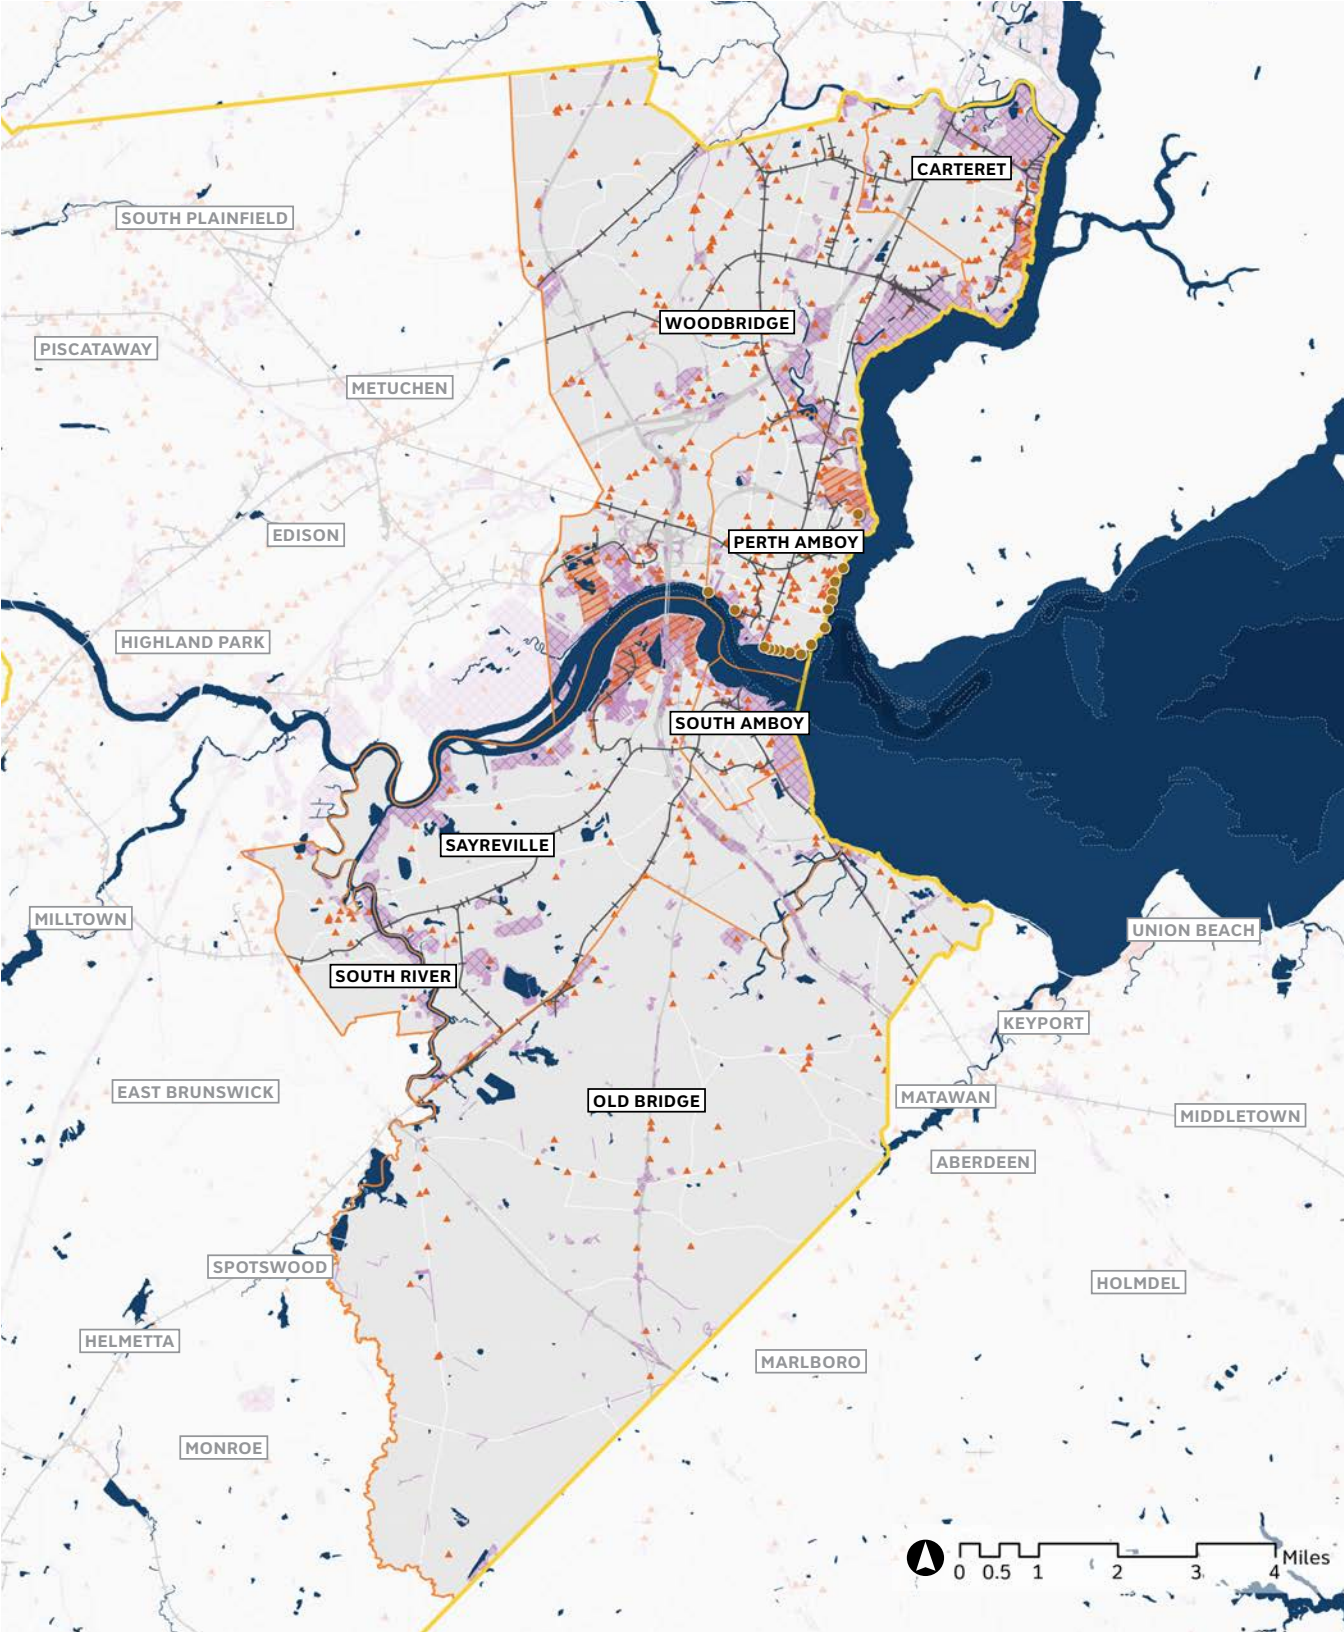 CARTERET
SOUTH PLAINFIELD
WOODBRIDGE
PISCATAWAY
METUCHEN
EDISON
PERTH AMBOY
HIGHLAND PARK
SOUTH AMBOY
SAYREVILLE
MILLTOWN
UNION BEACH
SOUTH RIVER
KEYPORT
EAST BRUNSWICK
OLD BRIDGE
MATAWAN
MIDDLETOWN
ABERDEEN
SPOTSWOOD
HOLMDEL
HELMETTA
MARLBORO
MONROE
Miles
0 0.5 1 2 3 4